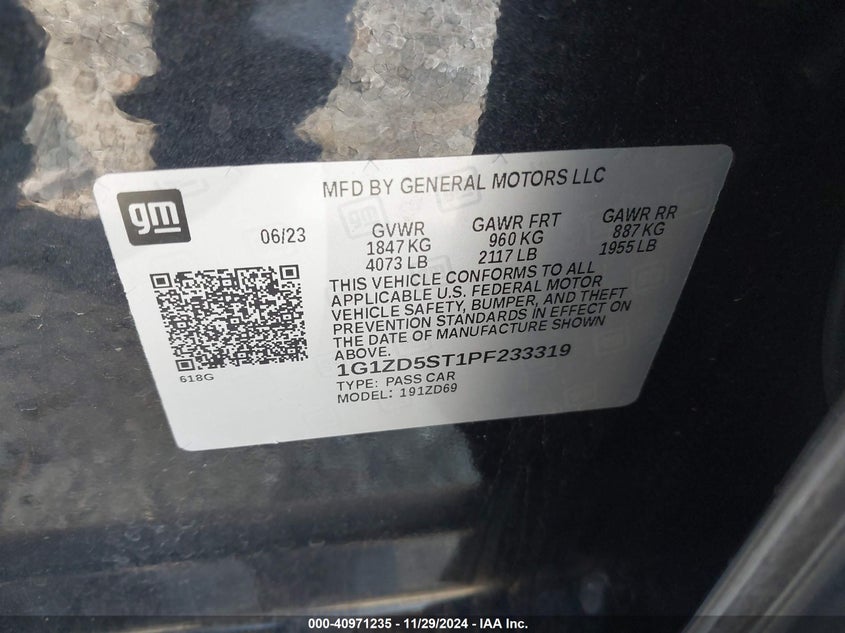 MFD BY GENERAL MOTORS LLC
gm
06/23
GVWR
1847 KG
4073 LB
GAWR FRT
960 KG
2117 LB
GAWR RR
887 KG
1955 LB
THIS VEHICLE CONFORMS TO ALL
APPLICABLE U.S. FEDERAL MOTOR
VEHICLE SAFETY, BUMPER, AND THEFT
PREVENTION STANDARDS IN EFFECT ON
THE DATE OF MANUFACTURE SHOWN
ABOVE.
1G1ZD5ST1PF233319
TYPE: PASS CAR
MODEL: 191ZD69
618G
000-40971235 - 11/29/2024 - IAA Inc.